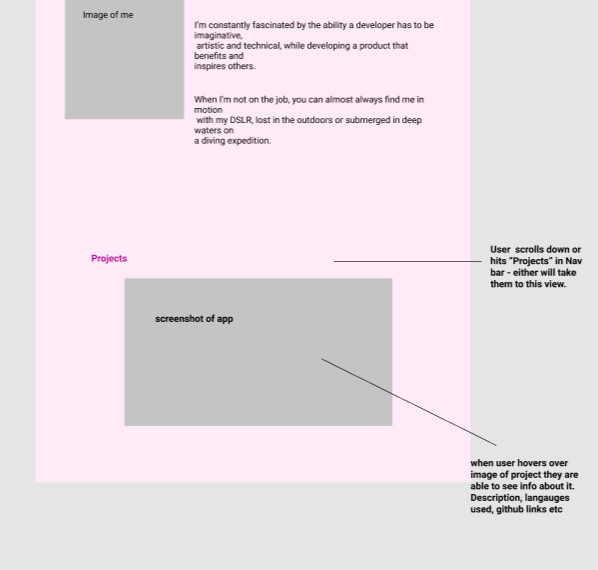 Image of me
I'm constantly fascinated by the ability a developer has to be
imaginative,
artistic and technical, while developing a product that
benefits and
inspires others.
When I'm not on the job, you can almost always find me in
motion
with my DSLR, lost in the outdoors or submerged in deep
waters on
a diving expedition.
User scrolls down or
hits “Projects” in Nav
bar - either will take
them to this view.
Projects
screenshot of app
when user hovers over
image of project they are
able to see info about it.
Description, langauges
used, github links etc